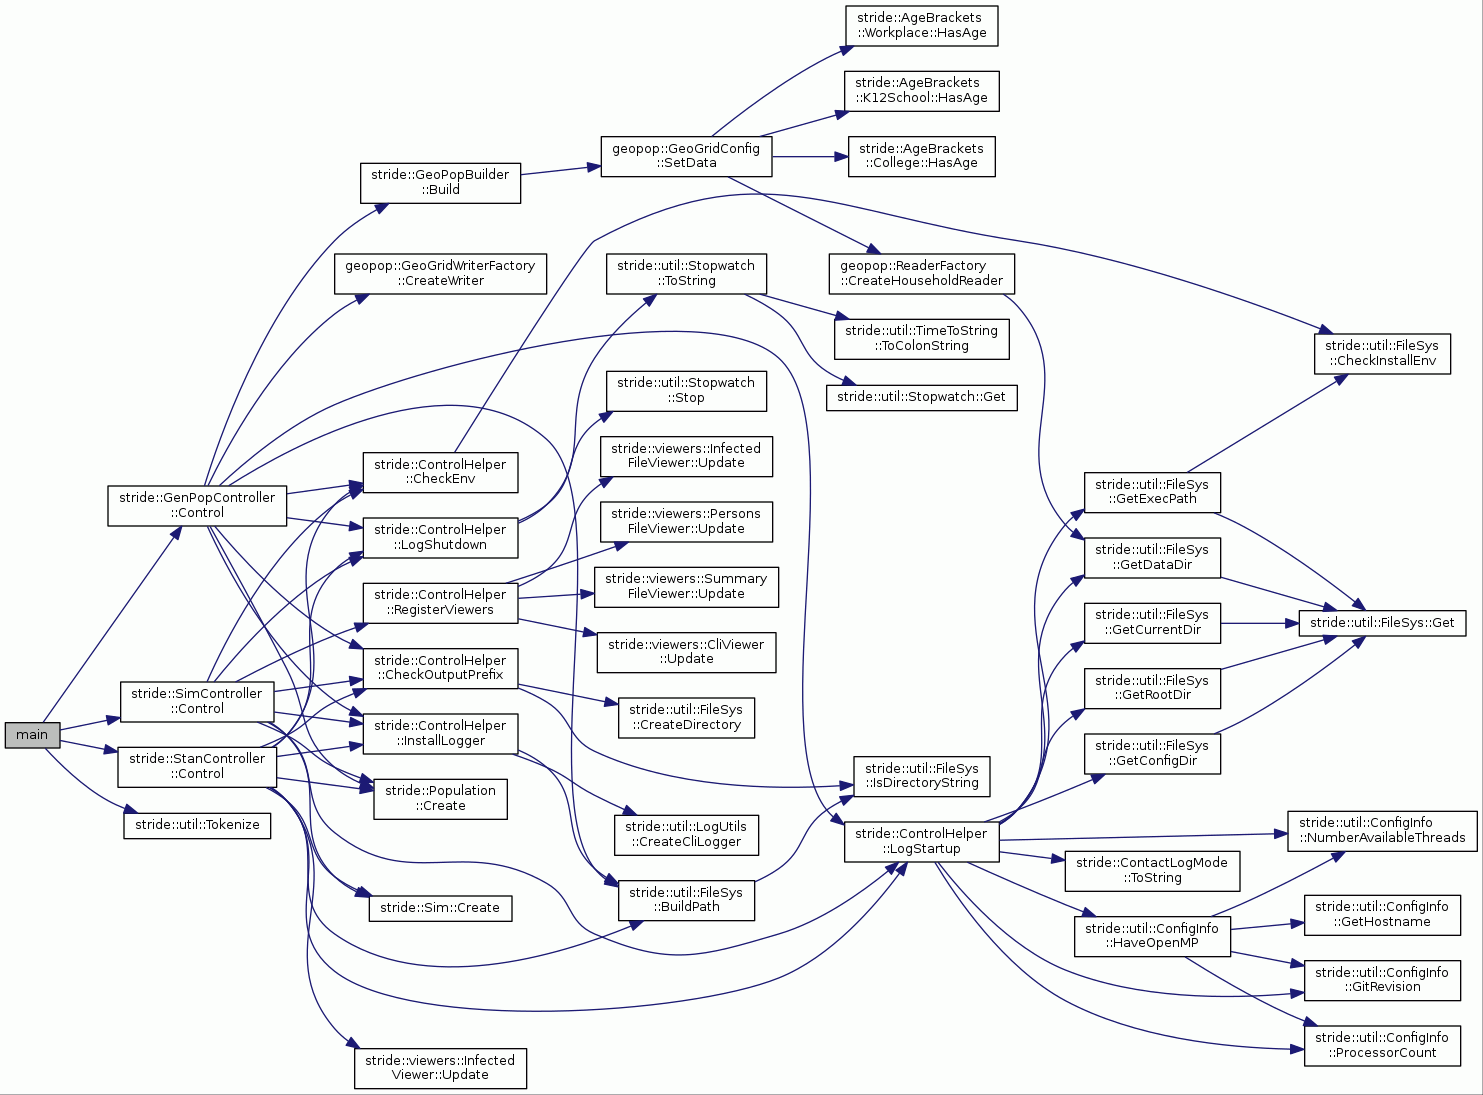 main
stride::GenPopController
::Control
stride::SimController
::Control
stride::StanController
::Control
stride::util::Tokenize
stride::GeoPopBuilder
::Build
geopop::GeoGridWriterFactory
::CreateWriter
stride::ControlHelper
::CheckEnv
stride::ControlHelper
::LogShutdown
stride::ControlHelper
::RegisterViewers
stride::ControlHelper
::CheckOutputPrefix
stride::ControlHelper
::InstallLogger
stride::Population
::Create
stride::Sim::Create
stride::viewers::Infected
Viewer::Update
geopop::GeoGridConfig
::SetData
stride::util::Stopwatch
::ToString
stride::util::Stopwatch
::Stop
stride::viewers::Infected
FileViewer::Update
stride::viewers::Persons
FileViewer::Update
stride::viewers::Summary
FileViewer::Update
stride::viewers::CliViewer
::Update
stride::util::FileSys
::CreateDirectory
stride::util::LogUtils
::CreateCliLogger
stride::util::FileSys
::BuildPath
stride::AgeBrackets
::Workplace::HasAge
stride::AgeBrackets
::K12School::HasAge
stride::AgeBrackets
::College::HasAge
geopop::ReaderFactory
::CreateHouseholdReader
stride::util::TimeToString
::ToColonString
stride::util::Stopwatch::Get
stride::util::FileSys
::IsDirectoryString
stride::ControlHelper
::LogStartup
stride::util::FileSys
::GetExecPath
stride::util::FileSys
::GetDataDir
stride::util::FileSys
::GetCurrentDir
stride::util::FileSys
::GetRootDir
stride::util::FileSys
::GetConfigDir
stride::ContactLogMode
::ToString
stride::util::ConfigInfo
::HaveOpenMP
stride::util::FileSys
::CheckInstallEnv
stride::util::FileSys::Get
stride::util::ConfigInfo
::NumberAvailableThreads
stride::util::ConfigInfo
::GetHostname
stride::util::ConfigInfo
::GitRevision
stride::util::ConfigInfo
::ProcessorCount